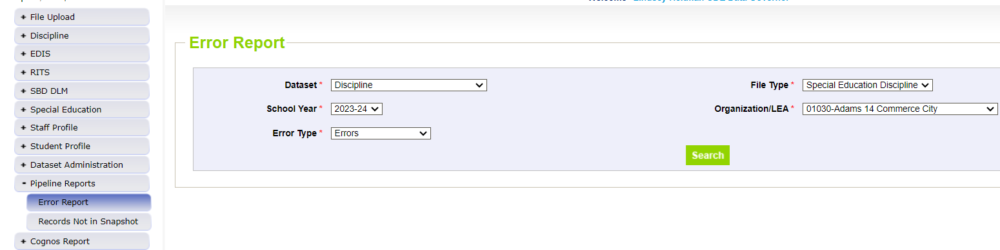 + File Upload
+ Discipline
+ EDIS
+ RITS
+ SBD DLM
+ Special Education
+ Staff Profile
+ Student Profile
+ Dataset Administration
- Pipeline Reports
Error Report
Records Not in Snapshot
+ Cognos Report
Error Report
Dataset * Discipline
File Type * Special Education Discipline
School Year * 2023-24
Organization/LEA * 01030-Adams 14 Commerce City
Error Type * Errors
Search